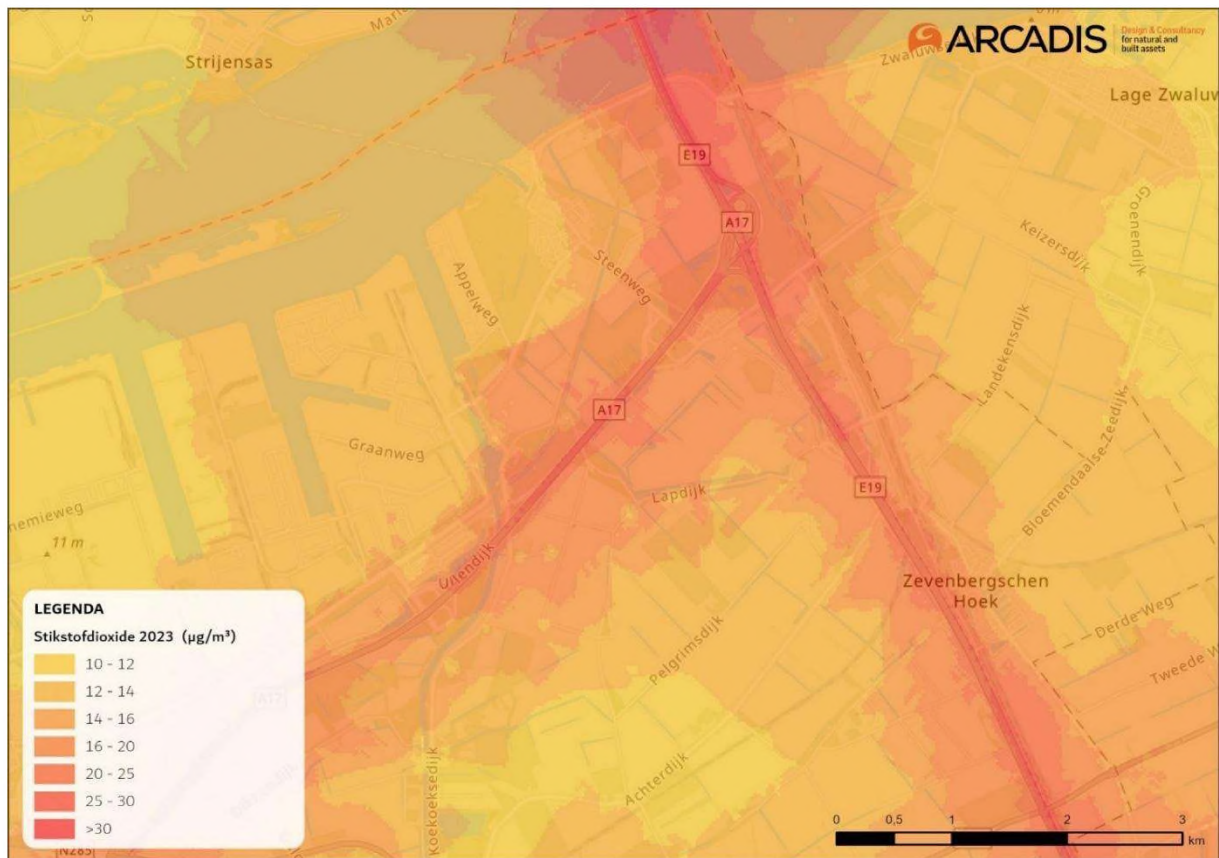 ARCADIS
Design & Consultancy
for natural and
built assets
Strijensas
Lage Zwaluw
E19
A17
Groenendijk
Keizersdijk
Steenweg
Appelweg
Landekensdijk
A17
Graanweg
Bloemendaalse Zeedijk
Lapdijk
E19
nemieweg
11 m
Zevenbergschen
Hoek
Derde Weg
Pelgrimsdijk
Tweede W
Achterdijk
Koekoeksedijk
A17
N285
LEGENDA
Stikstofdioxide 2023 (µg/m³)
10 - 12
12 - 14
14 - 16
16 - 20
20 - 25
25 - 30
>30
0 0,5 1 2 3
km